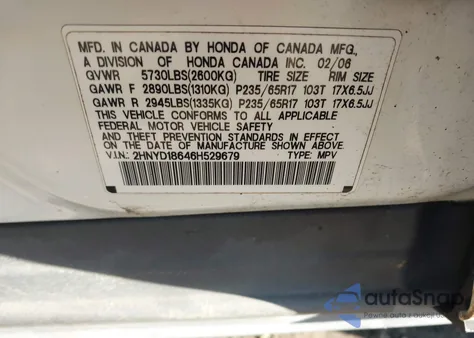 MFD. IN CANADA BY HONDA OF CANADA MFG.,
A DIVISION OF HONDA CANADA INC. 02/06
GVWR 5730LBS(2600KG) TIRE SIZE RIM SIZE
GAWR F 2890LBS(1310KG) P235/65R17 103T 17X6.5JJ
GAWR R 2945LBS(1335KG) P235/65R17 103T 17X6.5JJ
THIS VEHICLE CONFORMS TO ALL APPLICABLE
FEDERAL MOTOR VEHICLE SAFETY
AND THEFT PREVENTION STANDARDS IN EFFECT
ON THE DATE OF MANUFACTURE SHOWN ABOVE.
V.I.N.: 2HNYD18646H529679 TYPE: MPV
autoSnap
Pewne auta z aukcji